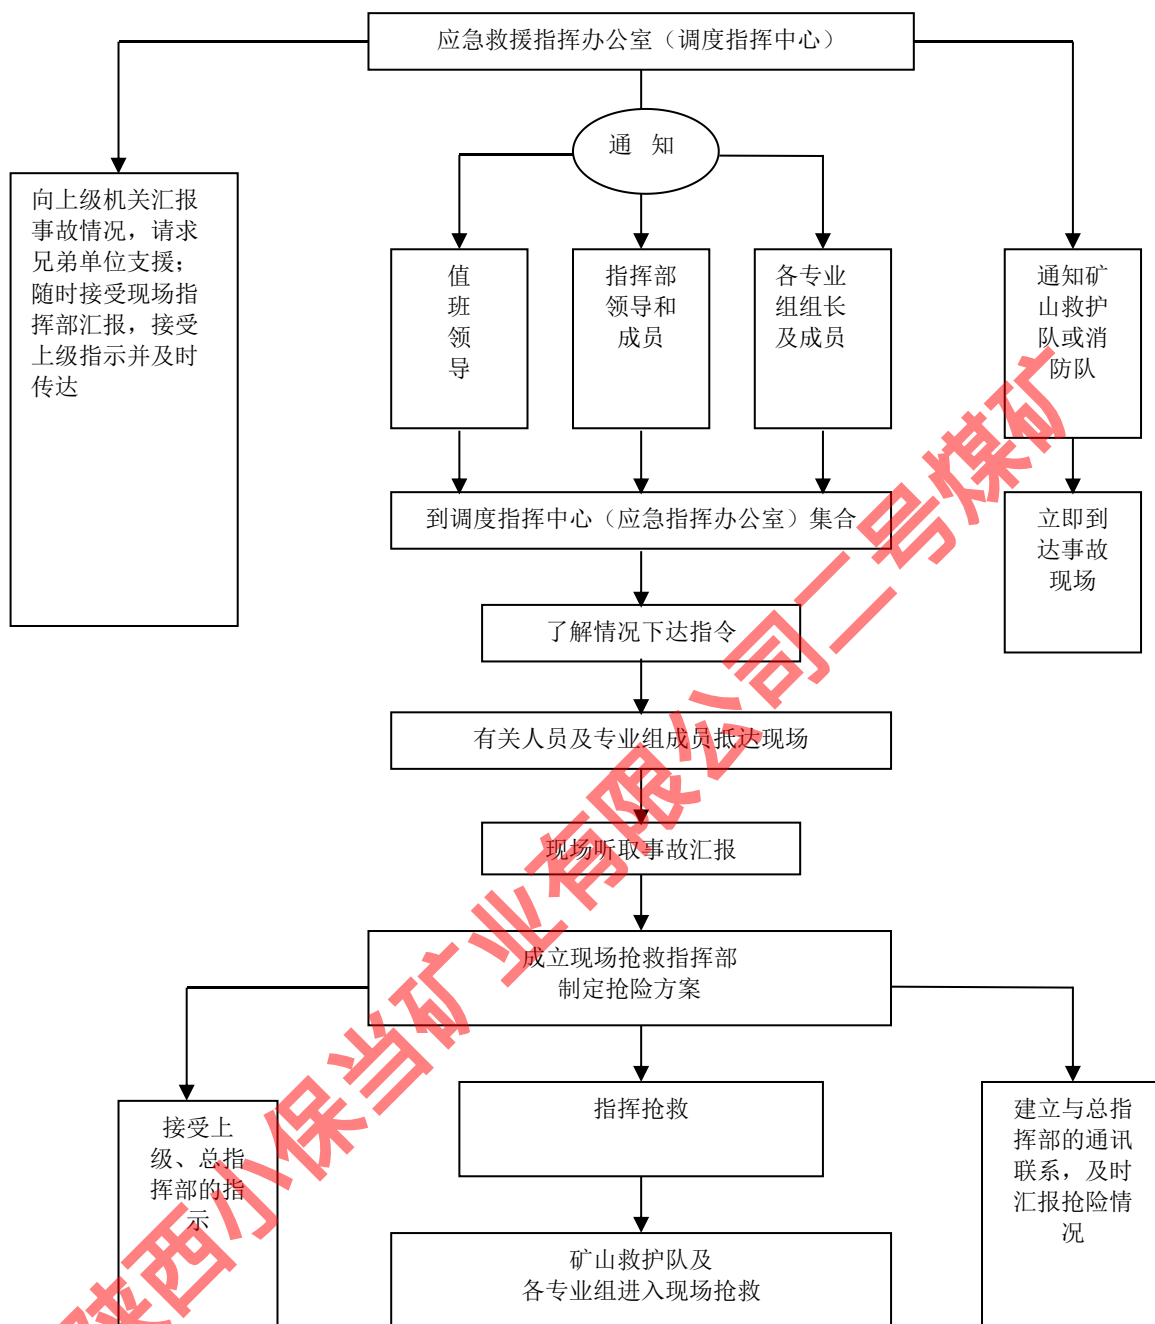 应急救援指挥办公室（调度指挥中心）
通 知
向上级机关汇报
事故情况，请求
兄弟单位支援；
随时接受现场指
挥部汇报，接受
上级指示并及时
传达
值
班
领
导
指挥部
领导和
成员
各专业
组组长
及成员
通知矿
山救护
队或消
防队
到调度指挥中心（应急指挥办公室）集合
立即到
达事故
现场
了解情况下达指令
有关人员及专业组成员抵达现场
现场听取事故汇报
成立现场抢救指挥部
制定抢险方案
接受上
级、总指
挥部的指
示
指挥抢救
建立与总指
挥部的通讯
联系，及时
汇报抢险情
况
矿山救护队及
各专业组进入现场抢救
陕西小保当矿业有限公司二号煤矿